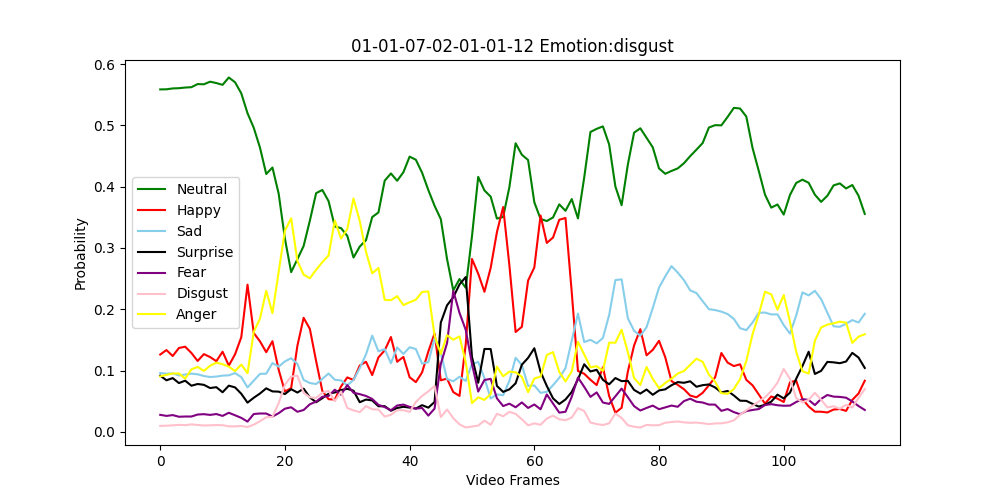 01-01-07-02-01-01-12 Emotion:disgust
0.6
0.5
0.4
0.3
0.2
0.1
0.0
Probability
Neutral
Happy
Sad
Surprise
Fear
Disgust
Anger
0 20 40 60 80 100
Video Frames